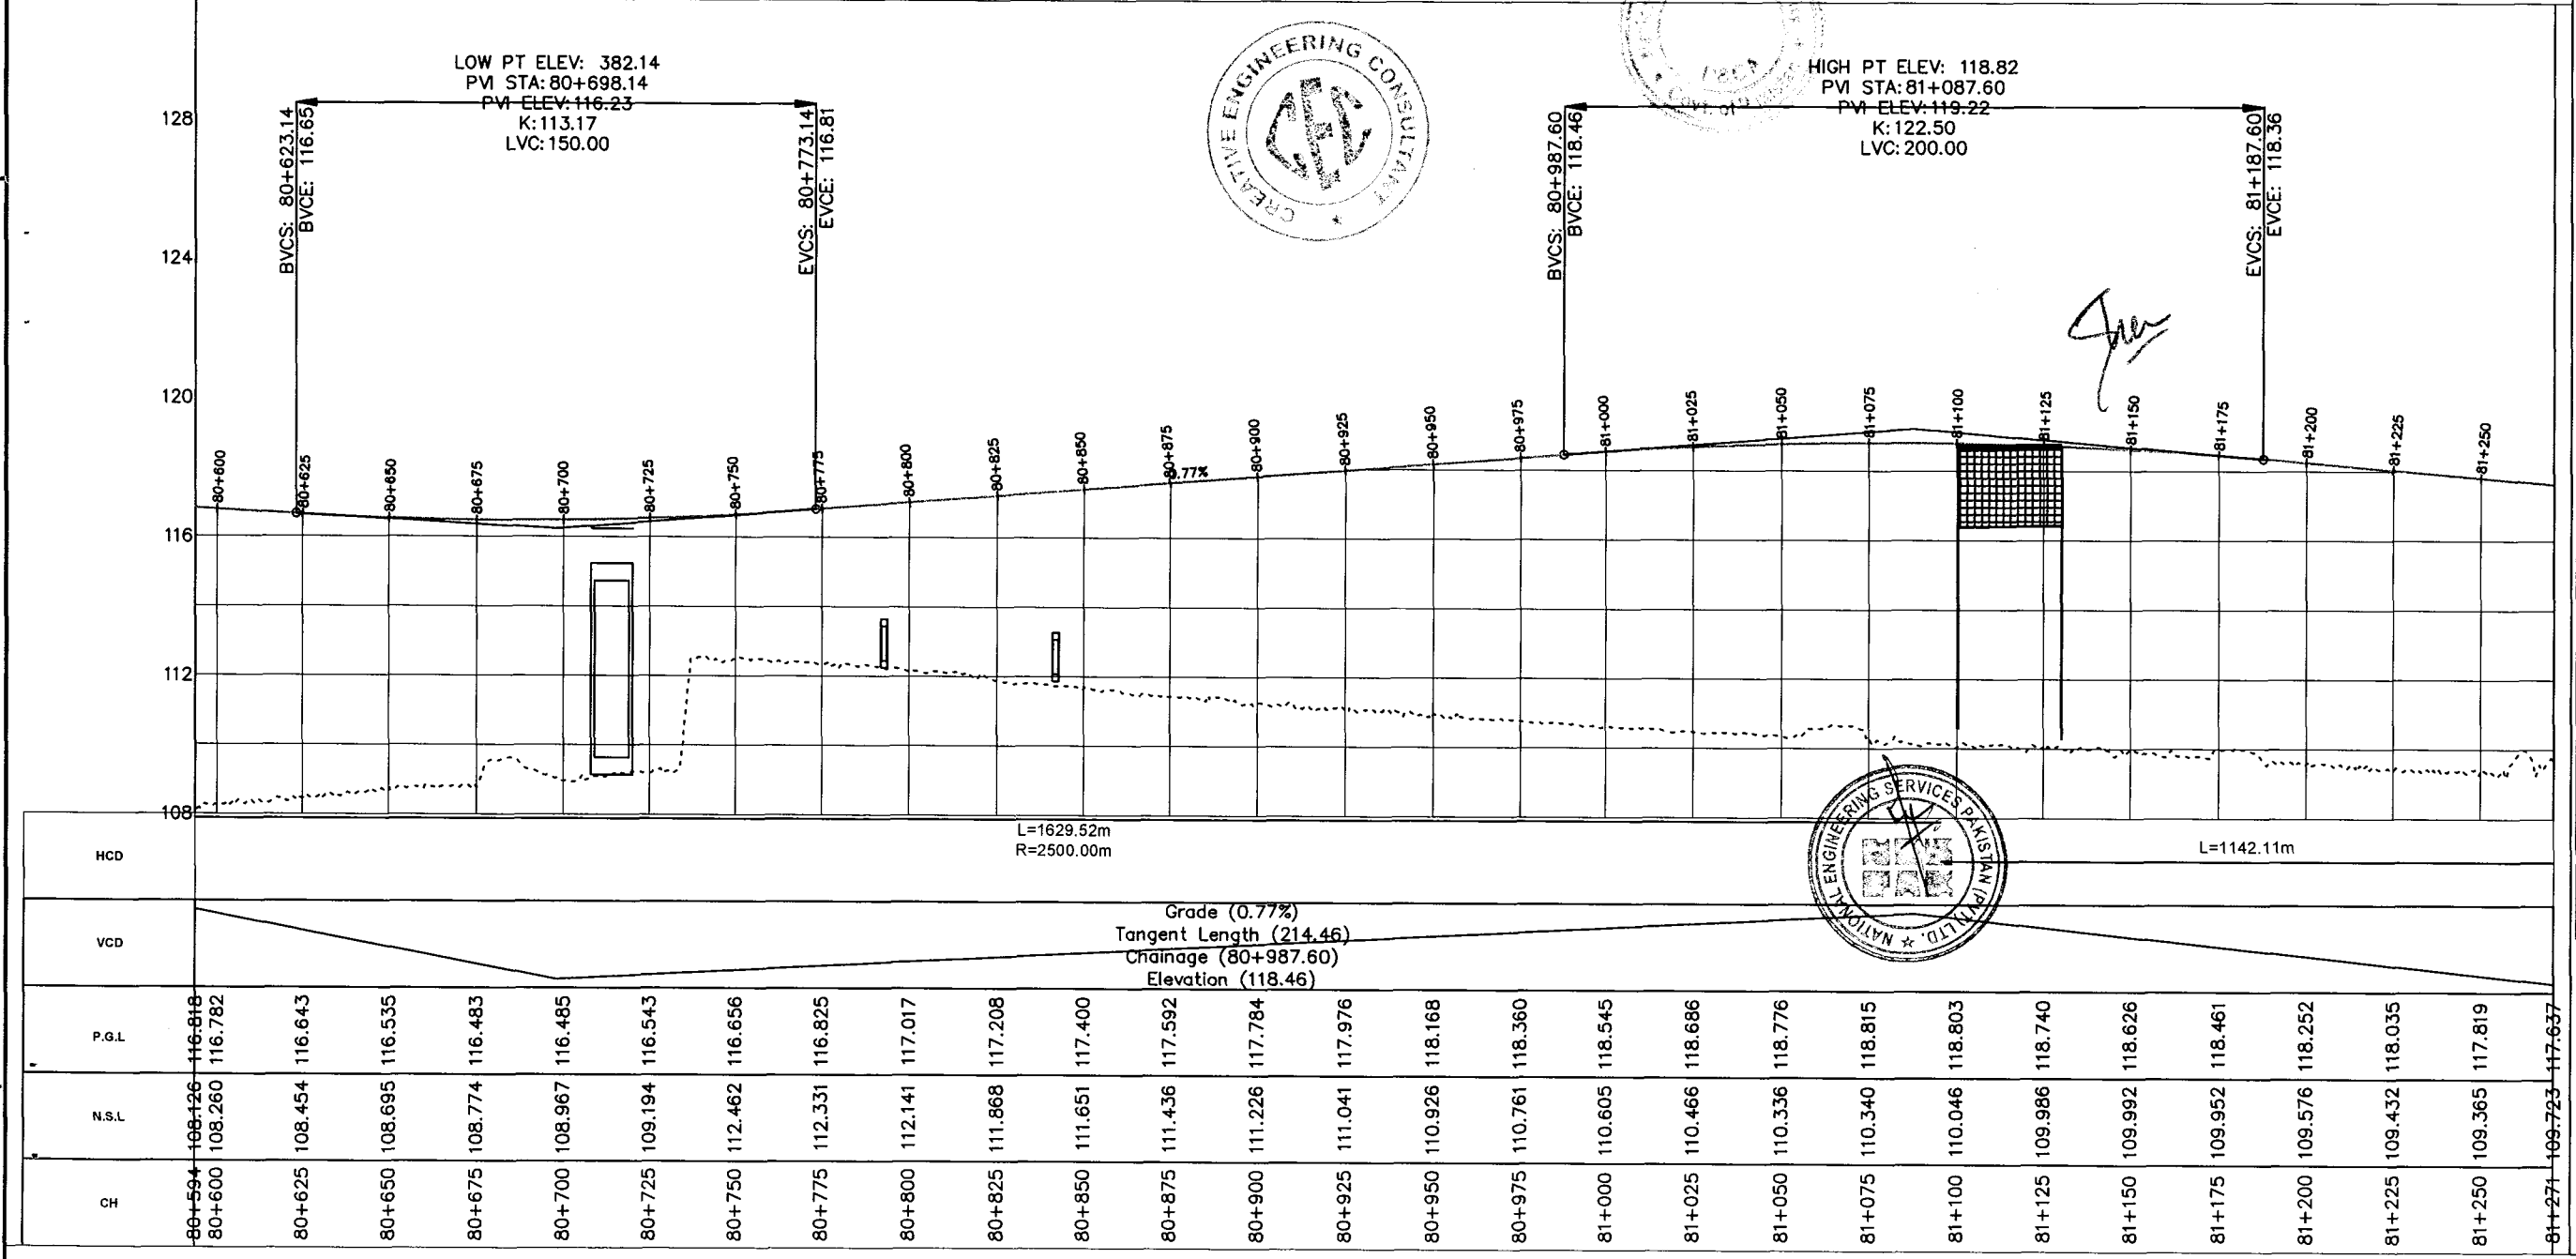 LOW PT ELEV: 382.14
PVI STA: 80+698.14
PVI ELEV: 116.23
K: 113.17
LVC: 150.00
BVCS: 80+623.14
BVCE: 116.65
EVCS: 80+773.14
EVCE: 116.81
CREATIVE ENGINEERING CONSULTANT
CEC
HIGH PT ELEV: 118.82
PVI STA: 81+087.60
PVI ELEV: 119.22
K: 122.50
LVC: 200.00
BVCS: 80+987.60
BVCE: 118.46
EVCS: 81+187.60
EVCE: 118.36
128
124
120
116
112
108
80+600 80+625 80+650 80+675 80+700 80+725 80+750 80+775 80+800 80+825 80+850 80+875 80+900 80+925 80+950 80+975 81+000 81+025 81+050 81+075 81+100 81+125 81+150 81+175 81+200 81+225 81+250
0.77%
HCD
L=1629.52m
R=2500.00m
L=1142.11m
NATIONAL ENGINEERING SERVICES PAKISTAN (PVT) LTD.
VCD
Grade (0.77%)
Tangent Length (214.46)
Chainage (80+987.60)
Elevation (118.46)
P.G.L 116.818 116.782 116.643 116.535 116.483 116.485 116.543 116.656 116.825 117.017 117.208 117.400 117.592 117.784 117.976 118.168 118.360 118.545 118.686 118.776 118.815 118.803 118.740 118.626 118.461 118.252 118.035 117.819 117.637
N.S.L 108.126 108.260 108.454 108.695 108.774 108.967 109.194 112.462 112.331 112.141 111.868 111.651 111.436 111.226 111.041 110.926 110.761 110.605 110.466 110.336 110.340 110.046 109.986 109.992 109.952 109.576 109.432 109.365 109.723
CH 80+594 80+600 80+625 80+650 80+675 80+700 80+725 80+750 80+775 80+800 80+825 80+850 80+875 80+900 80+925 80+950 80+975 81+000 81+025 81+050 81+075 81+100 81+125 81+150 81+175 81+200 81+225 81+250 81+271